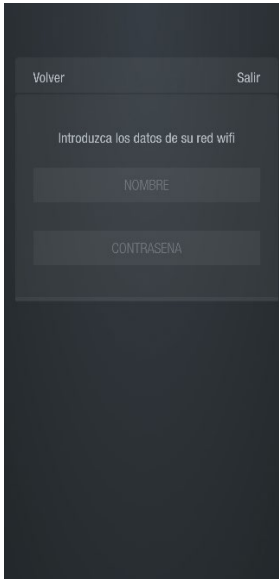 Volver Salir
Introduzca los datos de su red wifi
NOMBRE
CONTRASENA